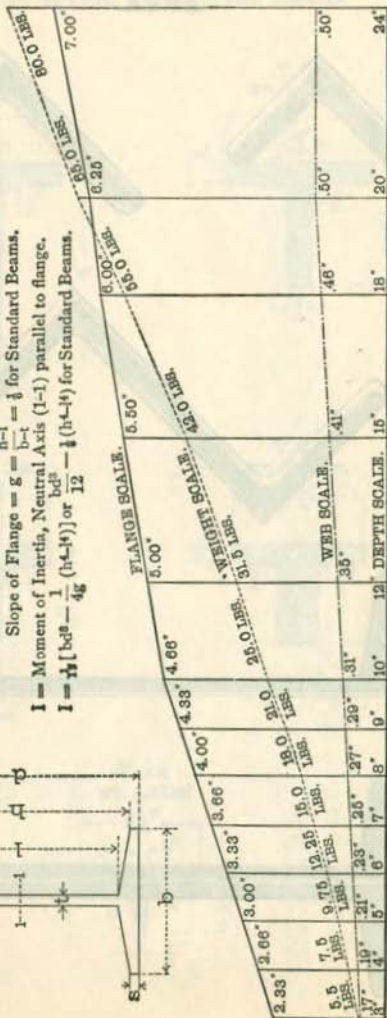 Slope of Flange = g = h-l / b-t = 1/6 for Standard Beams.
I = Moment of Inertia, Neutral Axis (1-1) parallel to flange.
I = 1/12 [bd³ - 1/4g (h⁴-l⁴)] or bd³/12 - (h⁴-l⁴) for Standard Beams.
d
h
l
1 1
t
s
b
FLANGE SCALE.
2.33" 2.66" 3.00" 3.33" 3.66" 4.00" 4.33" 4.66" 5.00" 5.50" 6.00" 6.25" 7.00"
*WEIGHT SCALE.
5.5 LBS. 7.5 LBS. 9.75 LBS. 12.25 LBS. 15.0 LBS. 18.0 LBS. 21.0 LBS. 25.0 LBS. 31.5 LBS. 42.0 LBS. 55.0 LBS. 65.0 LBS. 80.0 LBS.
WEB SCALE.
.17" .19" .21" .23" .25" .27" .29" .31" .35" .41" .46" .50" .50"
DEPTH SCALE.
3" 4" 5" 6" 7" 8" 9" 10" 12" 15" 18" 20" 24"